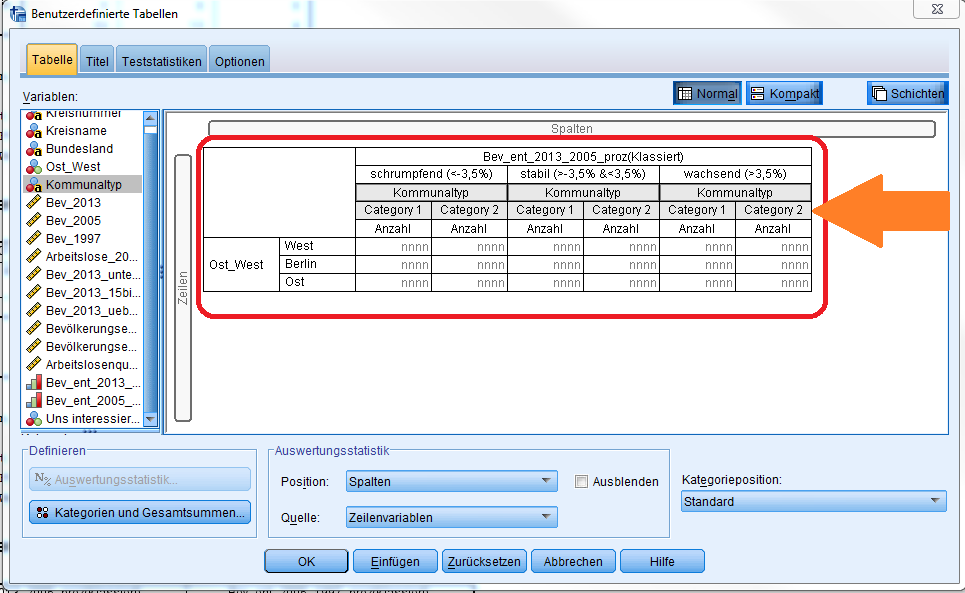 Benutzerdefinierte Tabellen
Tabelle Titel Teststatistiken Optionen
Variablen:
Normal Kompakt Schichten
Kreisnummer
Kreisname
Bundesland
Ost_West
Kommunaltyp
Bev_2013
Bev_2005
Bev_1997
Arbeitslose_20...
Bev_2013_unte...
Bev_2013_15bi...
Bev_2013_ueb...
Bevölkerungse...
Bevölkerungse...
Arbeitslosenqu...
Bev_ent_2013_...
Bev_ent_2005_...
Uns interessier...
Spalten
Zeilen
Bev_ent_2013_2005_proz(Klassiert)
schrumpfend (<-3,5%) stabil (>-3,5% &<3,5%) wachsend (>3,5%)
Kommunaltyp Kommunaltyp Kommunaltyp
Category 1 Category 2 Category 1 Category 2 Category 1 Category 2
Anzahl Anzahl Anzahl Anzahl Anzahl Anzahl
Ost_West
West nnnn nnnn nnnn nnnn nnnn nnnn
Berlin nnnn nnnn nnnn nnnn nnnn nnnn
Ost nnnn nnnn nnnn nnnn nnnn nnnn
Definieren
N% Auswertungsstatistik...
Kategorien und Gesamtsummen...
Auswertungsstatistik
Position: Spalten Ausblenden
Quelle: Zeilenvariablen
Kategorieposition:
Standard
OK Einfügen Zurücksetzen Abbrechen Hilfe